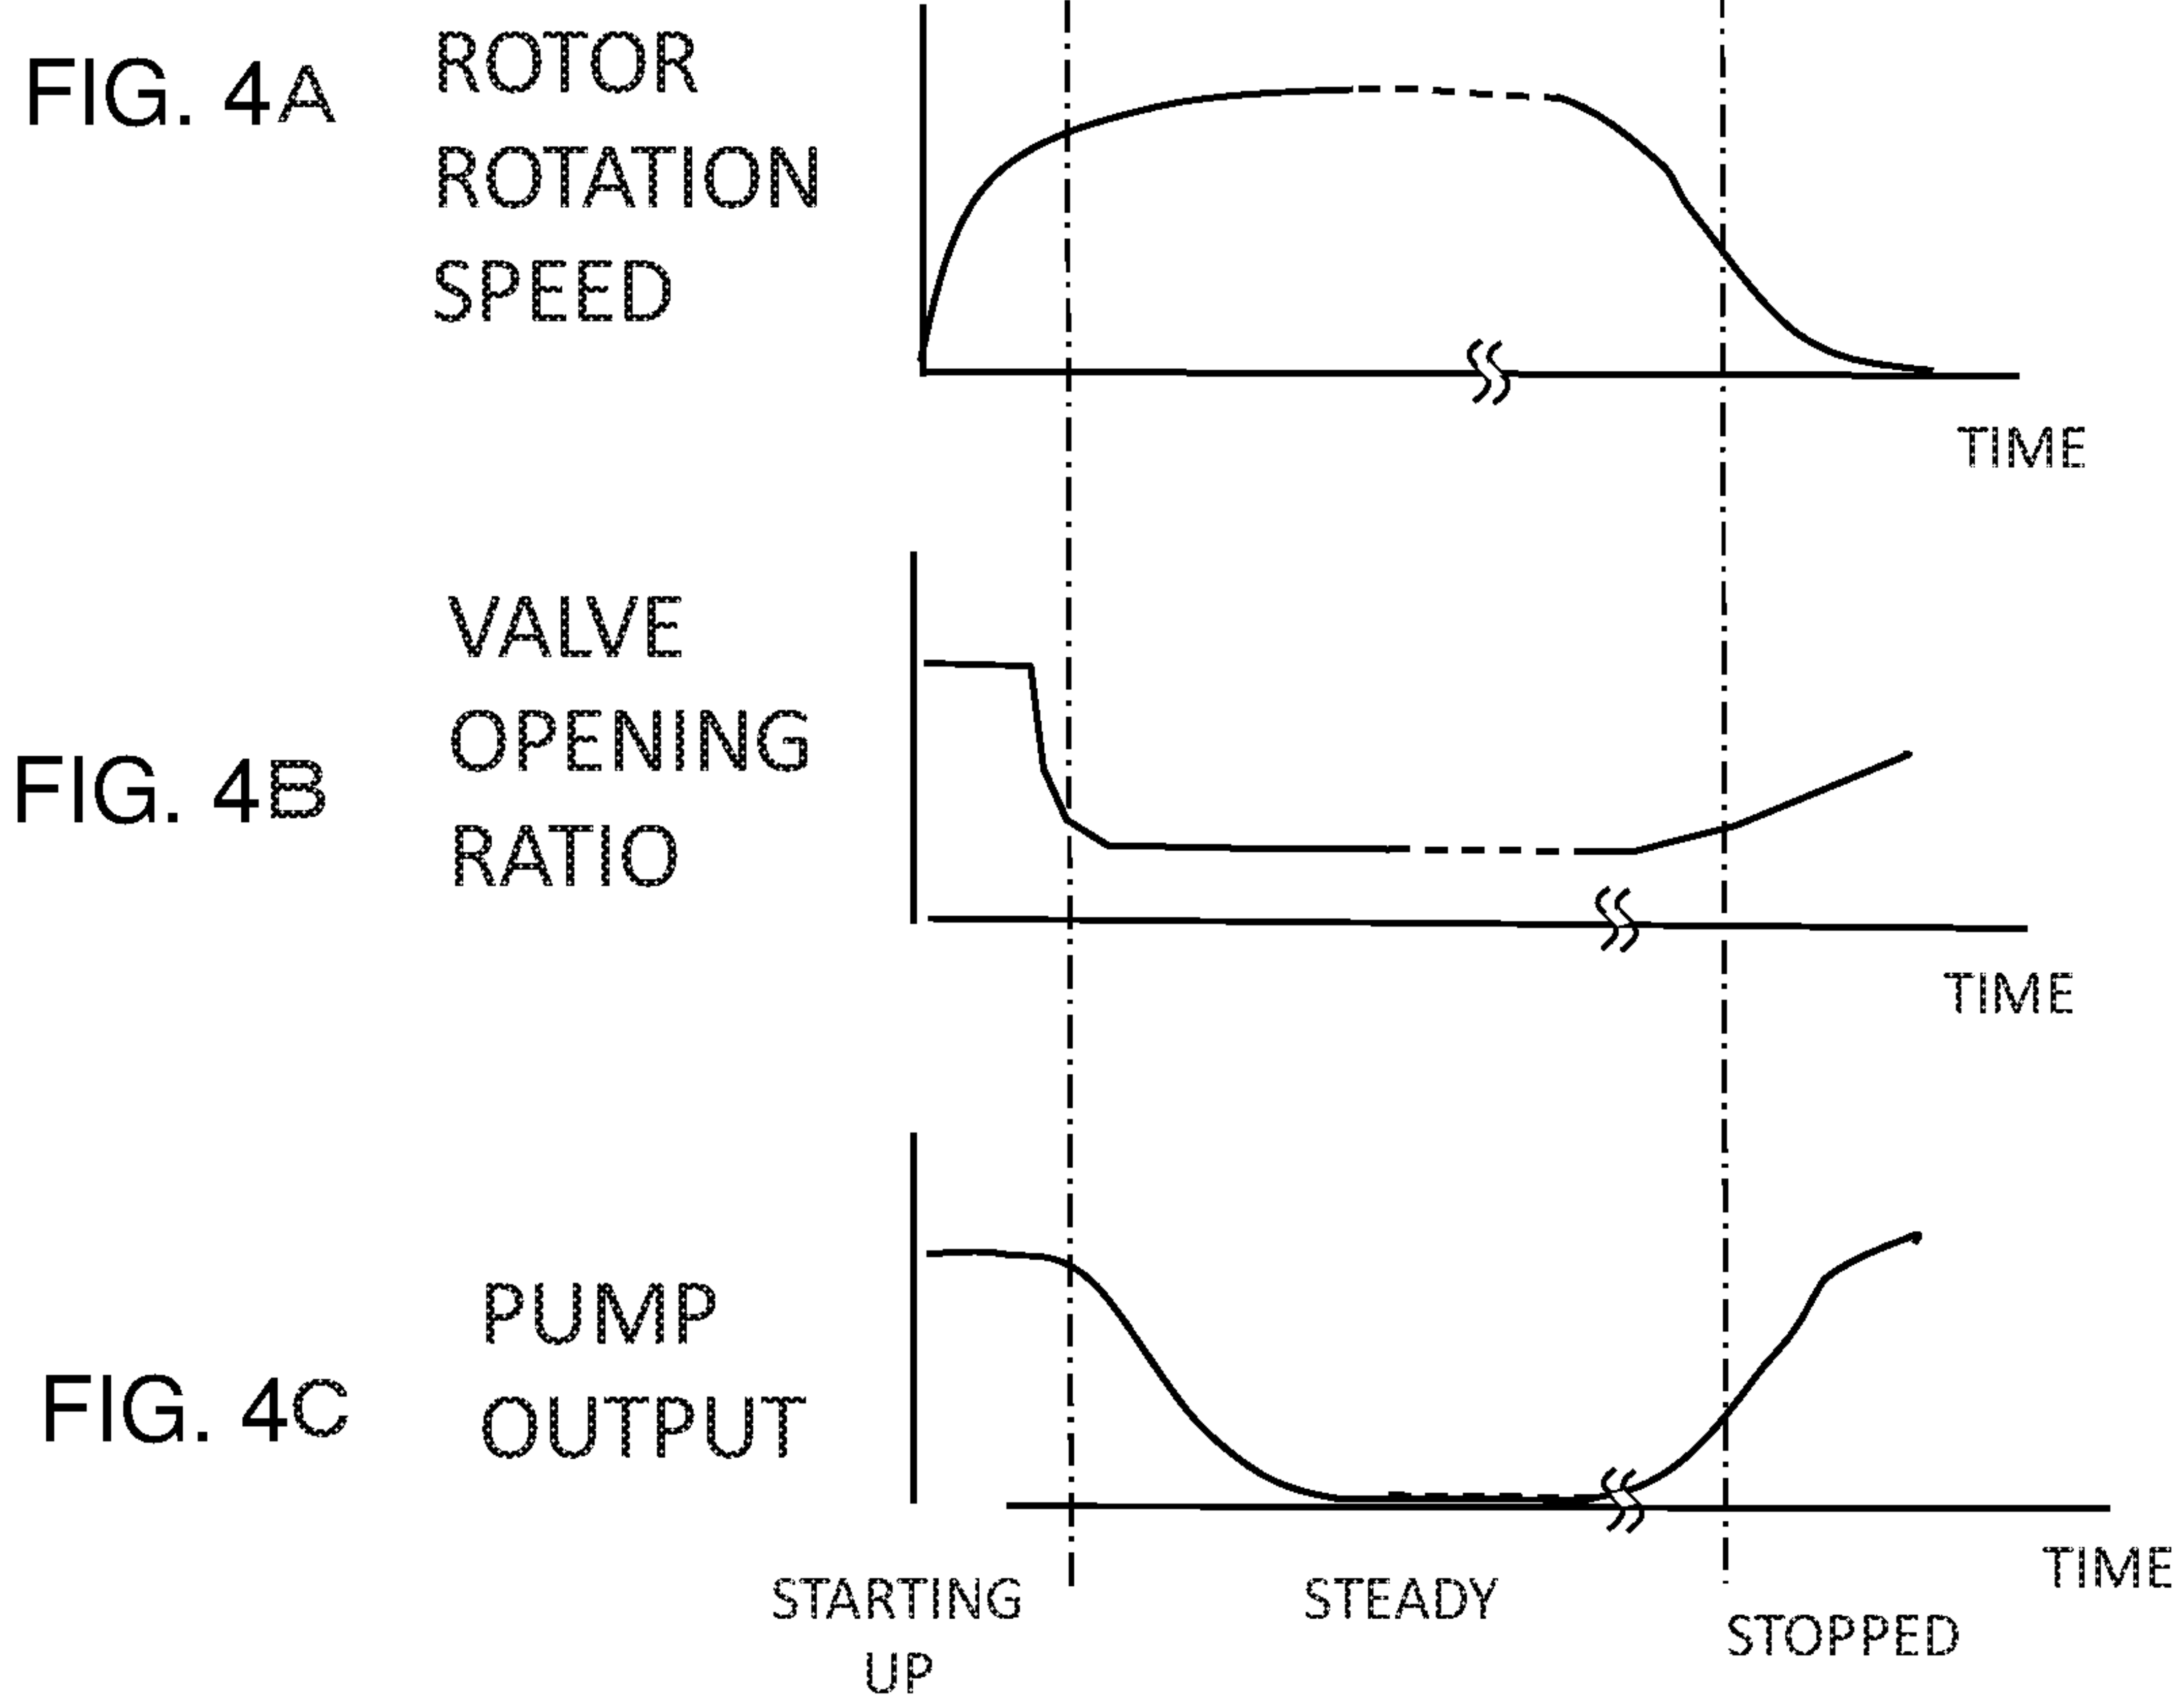 FIG. 4A
ROTOR
ROTATION
SPEED
TIME
FIG. 4B
VALVE
OPENING
RATIO
TIME
FIG. 4C
PUMP
OUTPUT
TIME
STARTING
UP
STEADY
STOPPED